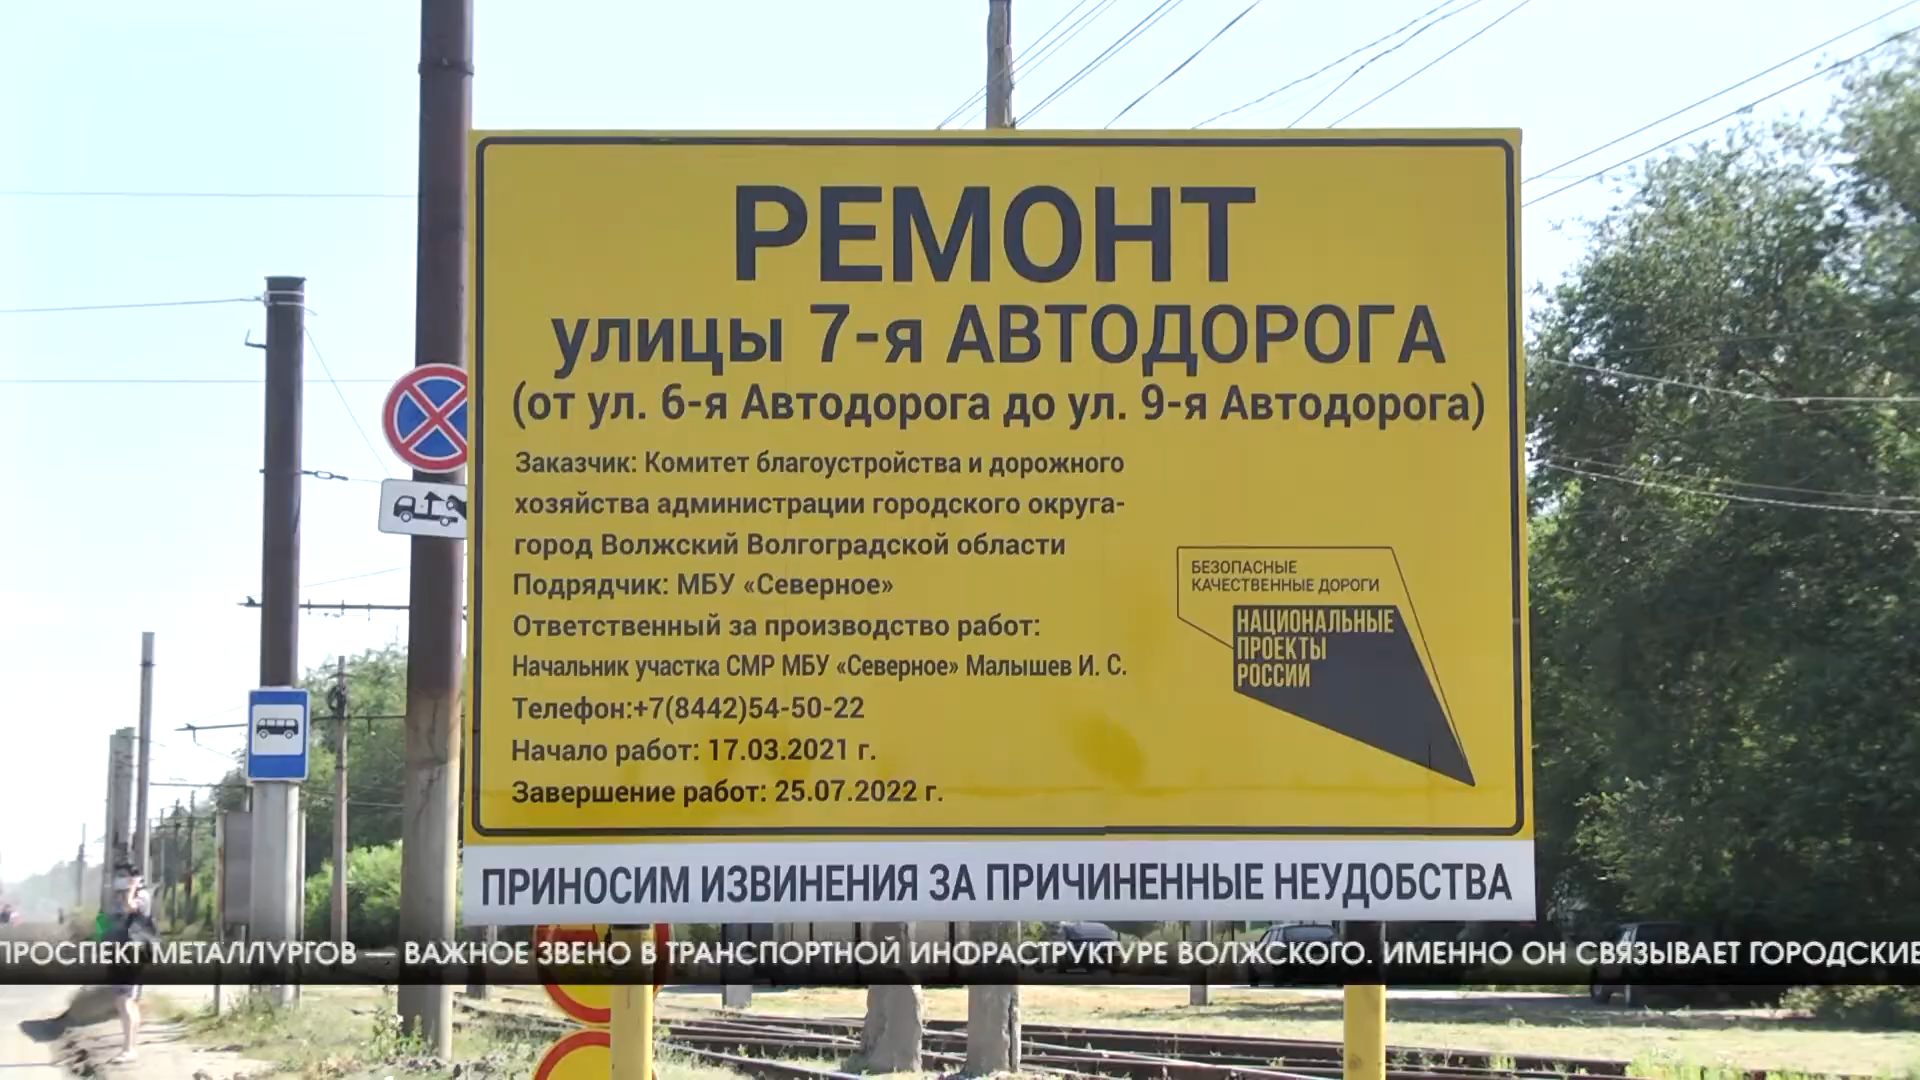 РЕМОНТ
улицы 7-я АВТОДОРОГА
(от ул. 6-я Автодорога до ул. 9-я Автодорога)
Заказчик: Комитет благоустройства и дорожного
хозяйства администрации городского округа-
город Волжский Волгоградской области
Подрядчик: МБУ «Северное»
Ответственный за производство работ:
Начальник участка СМР МБУ «Северное» Малышев И. С.
Телефон:+7(8442)54-50-22
Начало работ: 17.03.2021 г.
Завершение работ: 25.07.2022 г.
БЕЗОПАСНЫЕ
КАЧЕСТВЕННЫЕ ДОРОГИ
НАЦИОНАЛЬНЫЕ
ПРОЕКТЫ
РОССИИ
ПРИНОСИМ ИЗВИНЕНИЯ ЗА ПРИЧИНЕННЫЕ НЕУДОБСТВА
ПРОСПЕКТ МЕТАЛЛУРГОВ — ВАЖНОЕ ЗВЕНО В ТРАНСПОРТНОЙ ИНФРАСТРУКТУРЕ ВОЛЖСКОГО. ИМЕННО ОН СВЯЗЫВАЕТ ГОРОДСКИЕ